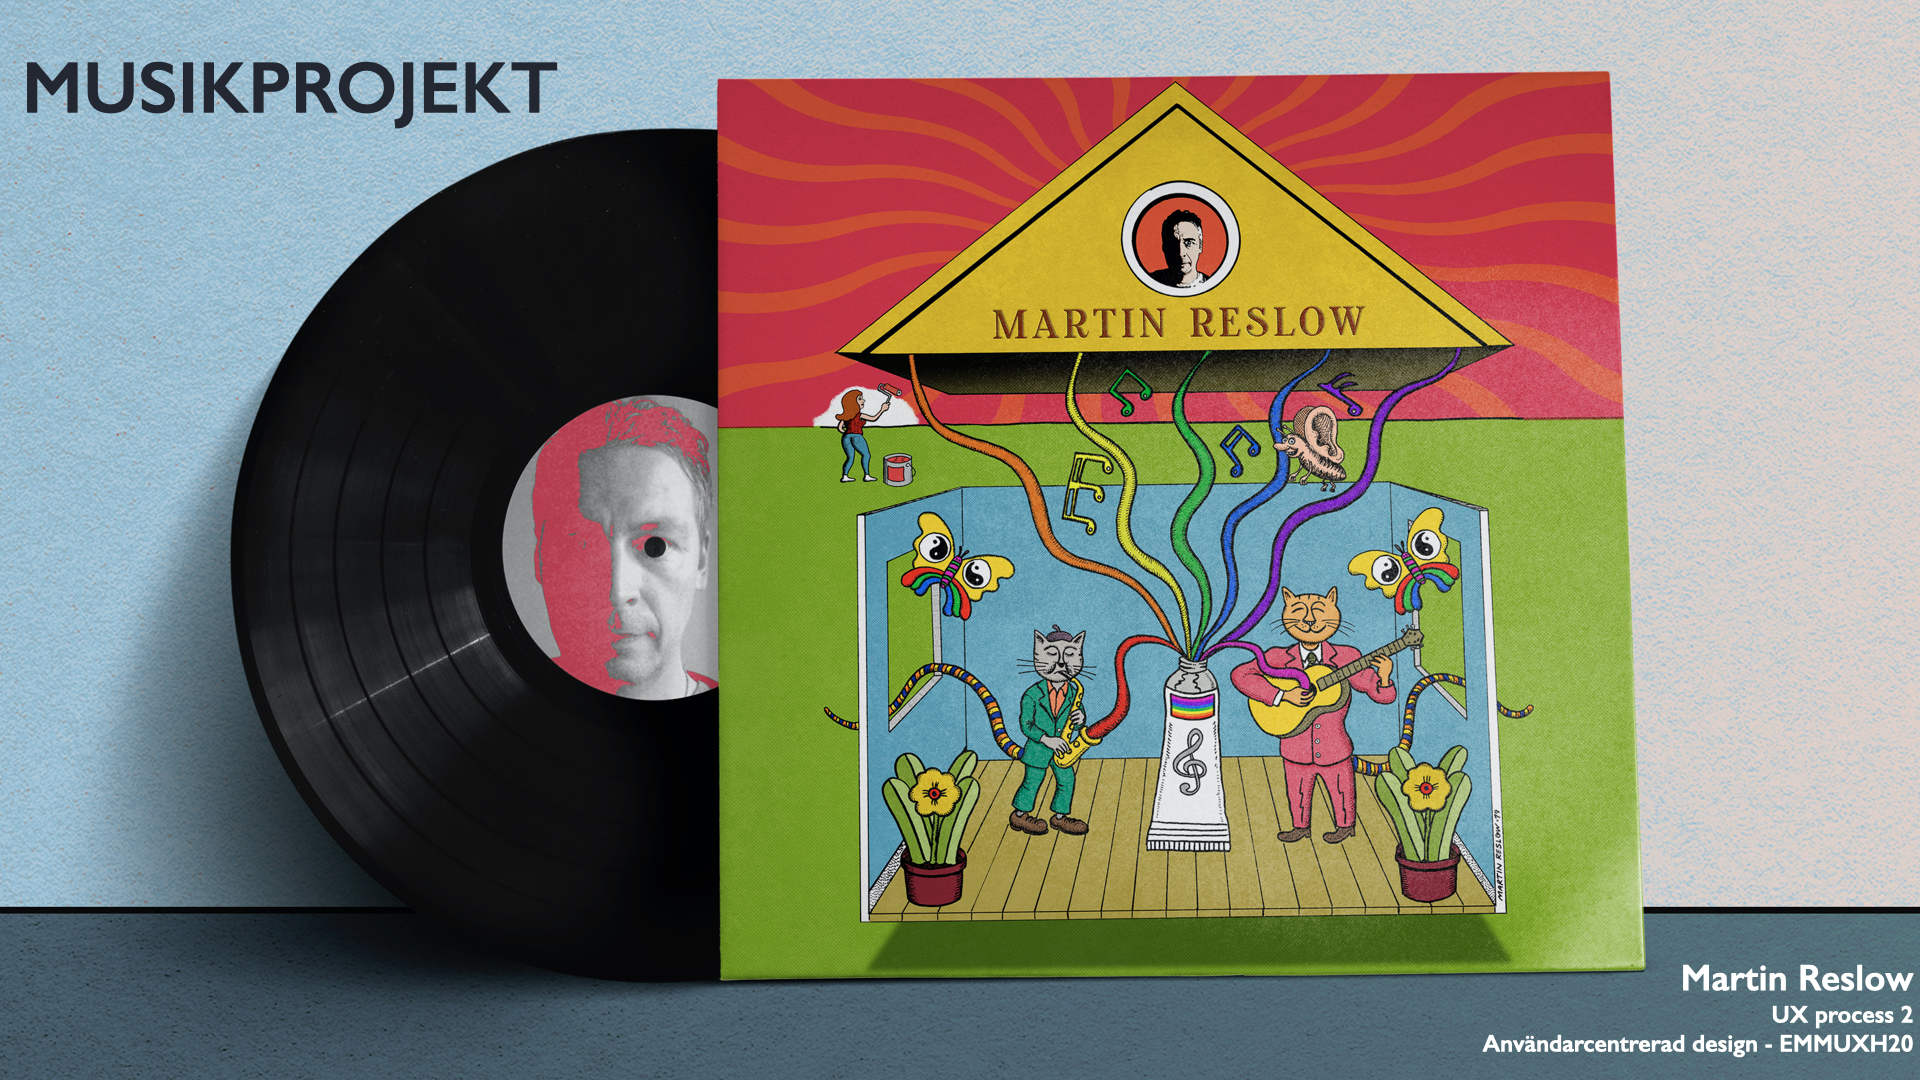 MUSIKPROJEKT
MARTIN RESLOW
MARTIN RESLOW -99
Martin Reslow
UX process 2
Användarcentrerad design - EMMUXH20